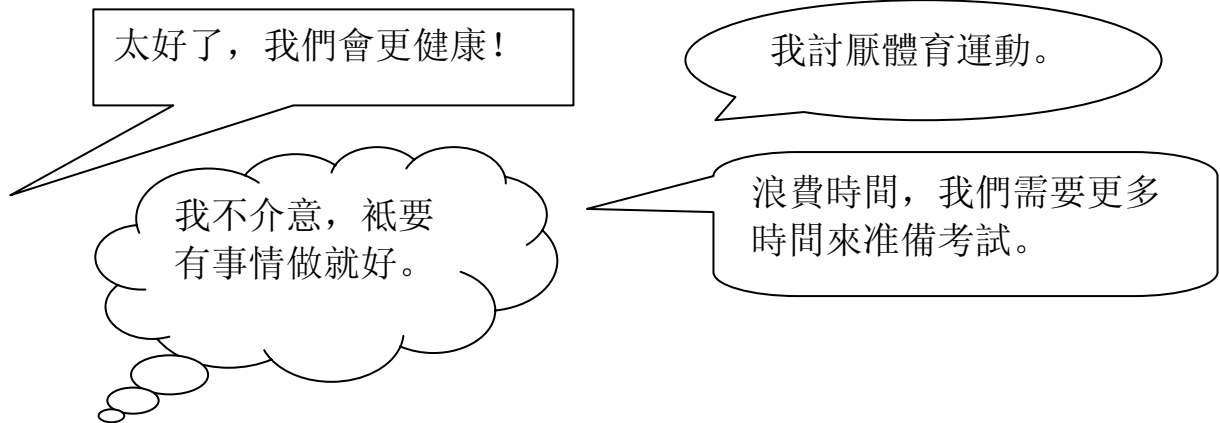 太好了，我們會更健康！
我討厭體育運動。
我不介意，衹要
有事情做就好。
浪費時間，我們需要更多
時間來准備考試。